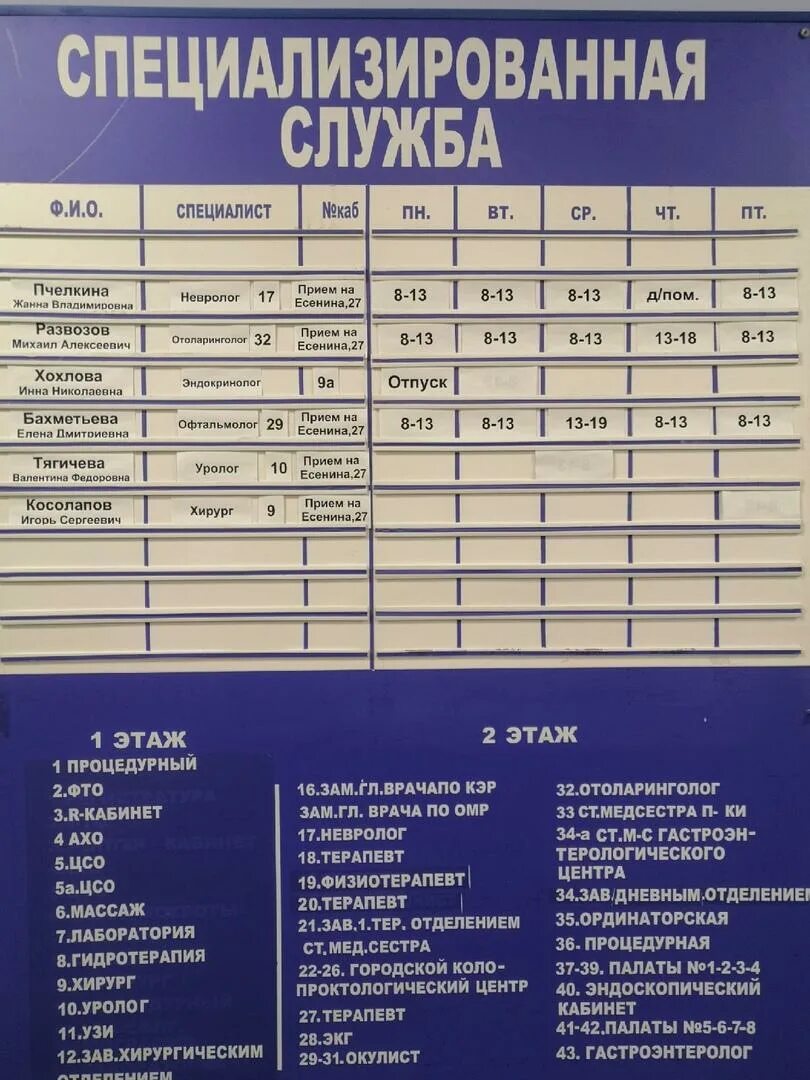 СПЕЦИАЛИЗИРОВАННАЯ
СЛУЖБА
Ф.И.О. СПЕЦИАЛИСТ №каб ПН. ВТ. СР. ЧТ. ПТ.
Пчелкина
Жанна Владимировна
Невролог 17
Прием на
Есенина,27
8-13 8-13 8-13 д/пом. 8-13
Развозов
Михаил Алексеевич
Отоларинголог 32
Прием на
Есенина,27
8-13 8-13 8-13 13-18 8-13
Хохлова
Инна Николаевна
Эндокринолог 9а
Отпуск
Бахметьева
Елена Дмитриевна
Офтальмолог 29
Прием на
Есенина,27
8-13 8-13 13-19 8-13 8-13
Тягичева
Валентина Федоровна
Уролог 10
Прием на
Есенина,27
Косолапов
Игорь Сергеевич
Хирург 9
Прием на
Есенина,27
1 ЭТАЖ
1 ПРОЦЕДУРНЫЙ
2.ФТО
3.R-КАБИНЕТ
4 АХО
5.ЦСО
5а.ЦСО
6.МАССАЖ
7.ЛАБОРАТОРИЯ
8.ГИДРОТЕРАПИЯ
9.ХИРУРГ
10.УРОЛОГ
11.УЗИ
12.ЗАВ.ХИРУРГИЧЕСКИМ
ОТДЕЛЕНИЕМ
2 ЭТАЖ
16.ЗАМ.ГЛ.ВРАЧАПО КЭР
ЗАМ.ГЛ. ВРАЧА ПО ОМР
17.НЕВРОЛОГ
18.ТЕРАПЕВТ
19.ФИЗИОТЕРАПЕВТ
20.ТЕРАПЕВТ
21.ЗАВ.1.ТЕР. ОТДЕЛЕНИЕМ
СТ.МЕД.СЕСТРА
22-26. ГОРОДСКОЙ КОЛО-
ПРОКТОЛОГИЧЕСКИЙ ЦЕНТР
27.ТЕРАПЕВТ
28.ЭКГ
29-31.ОКУЛИСТ
32.ОТОЛАРИНГОЛОГ
33 СТ.МЕДСЕСТРА П- КИ
34-а СТ.М-С ГАСТРОЭН-
ТЕРОЛОГИЧЕСКОГО
ЦЕНТРА
34.ЗАВ/ДНЕВНЫМ.ОТДЕЛЕНИЕМ
35.ОРДИНАТОРСКАЯ
36. ПРОЦЕДУРНАЯ
37-39. ПАЛАТЫ №1-2-3-4
40. ЭНДОСКОПИЧЕСКИЙ
КАБИНЕТ
41-42.ПАЛАТЫ №5-6-7-8
43. ГАСТРОЭНТЕРОЛОГ